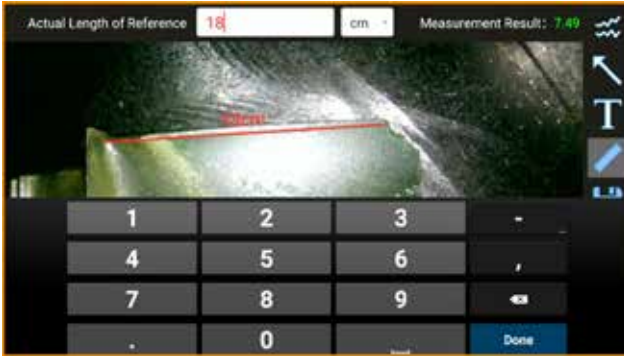 Actual Length of Reference 18 cm Measurement Result: 7.49
T
1 2 3 -
4 5 6 ,
7 8 9
. 0 Done